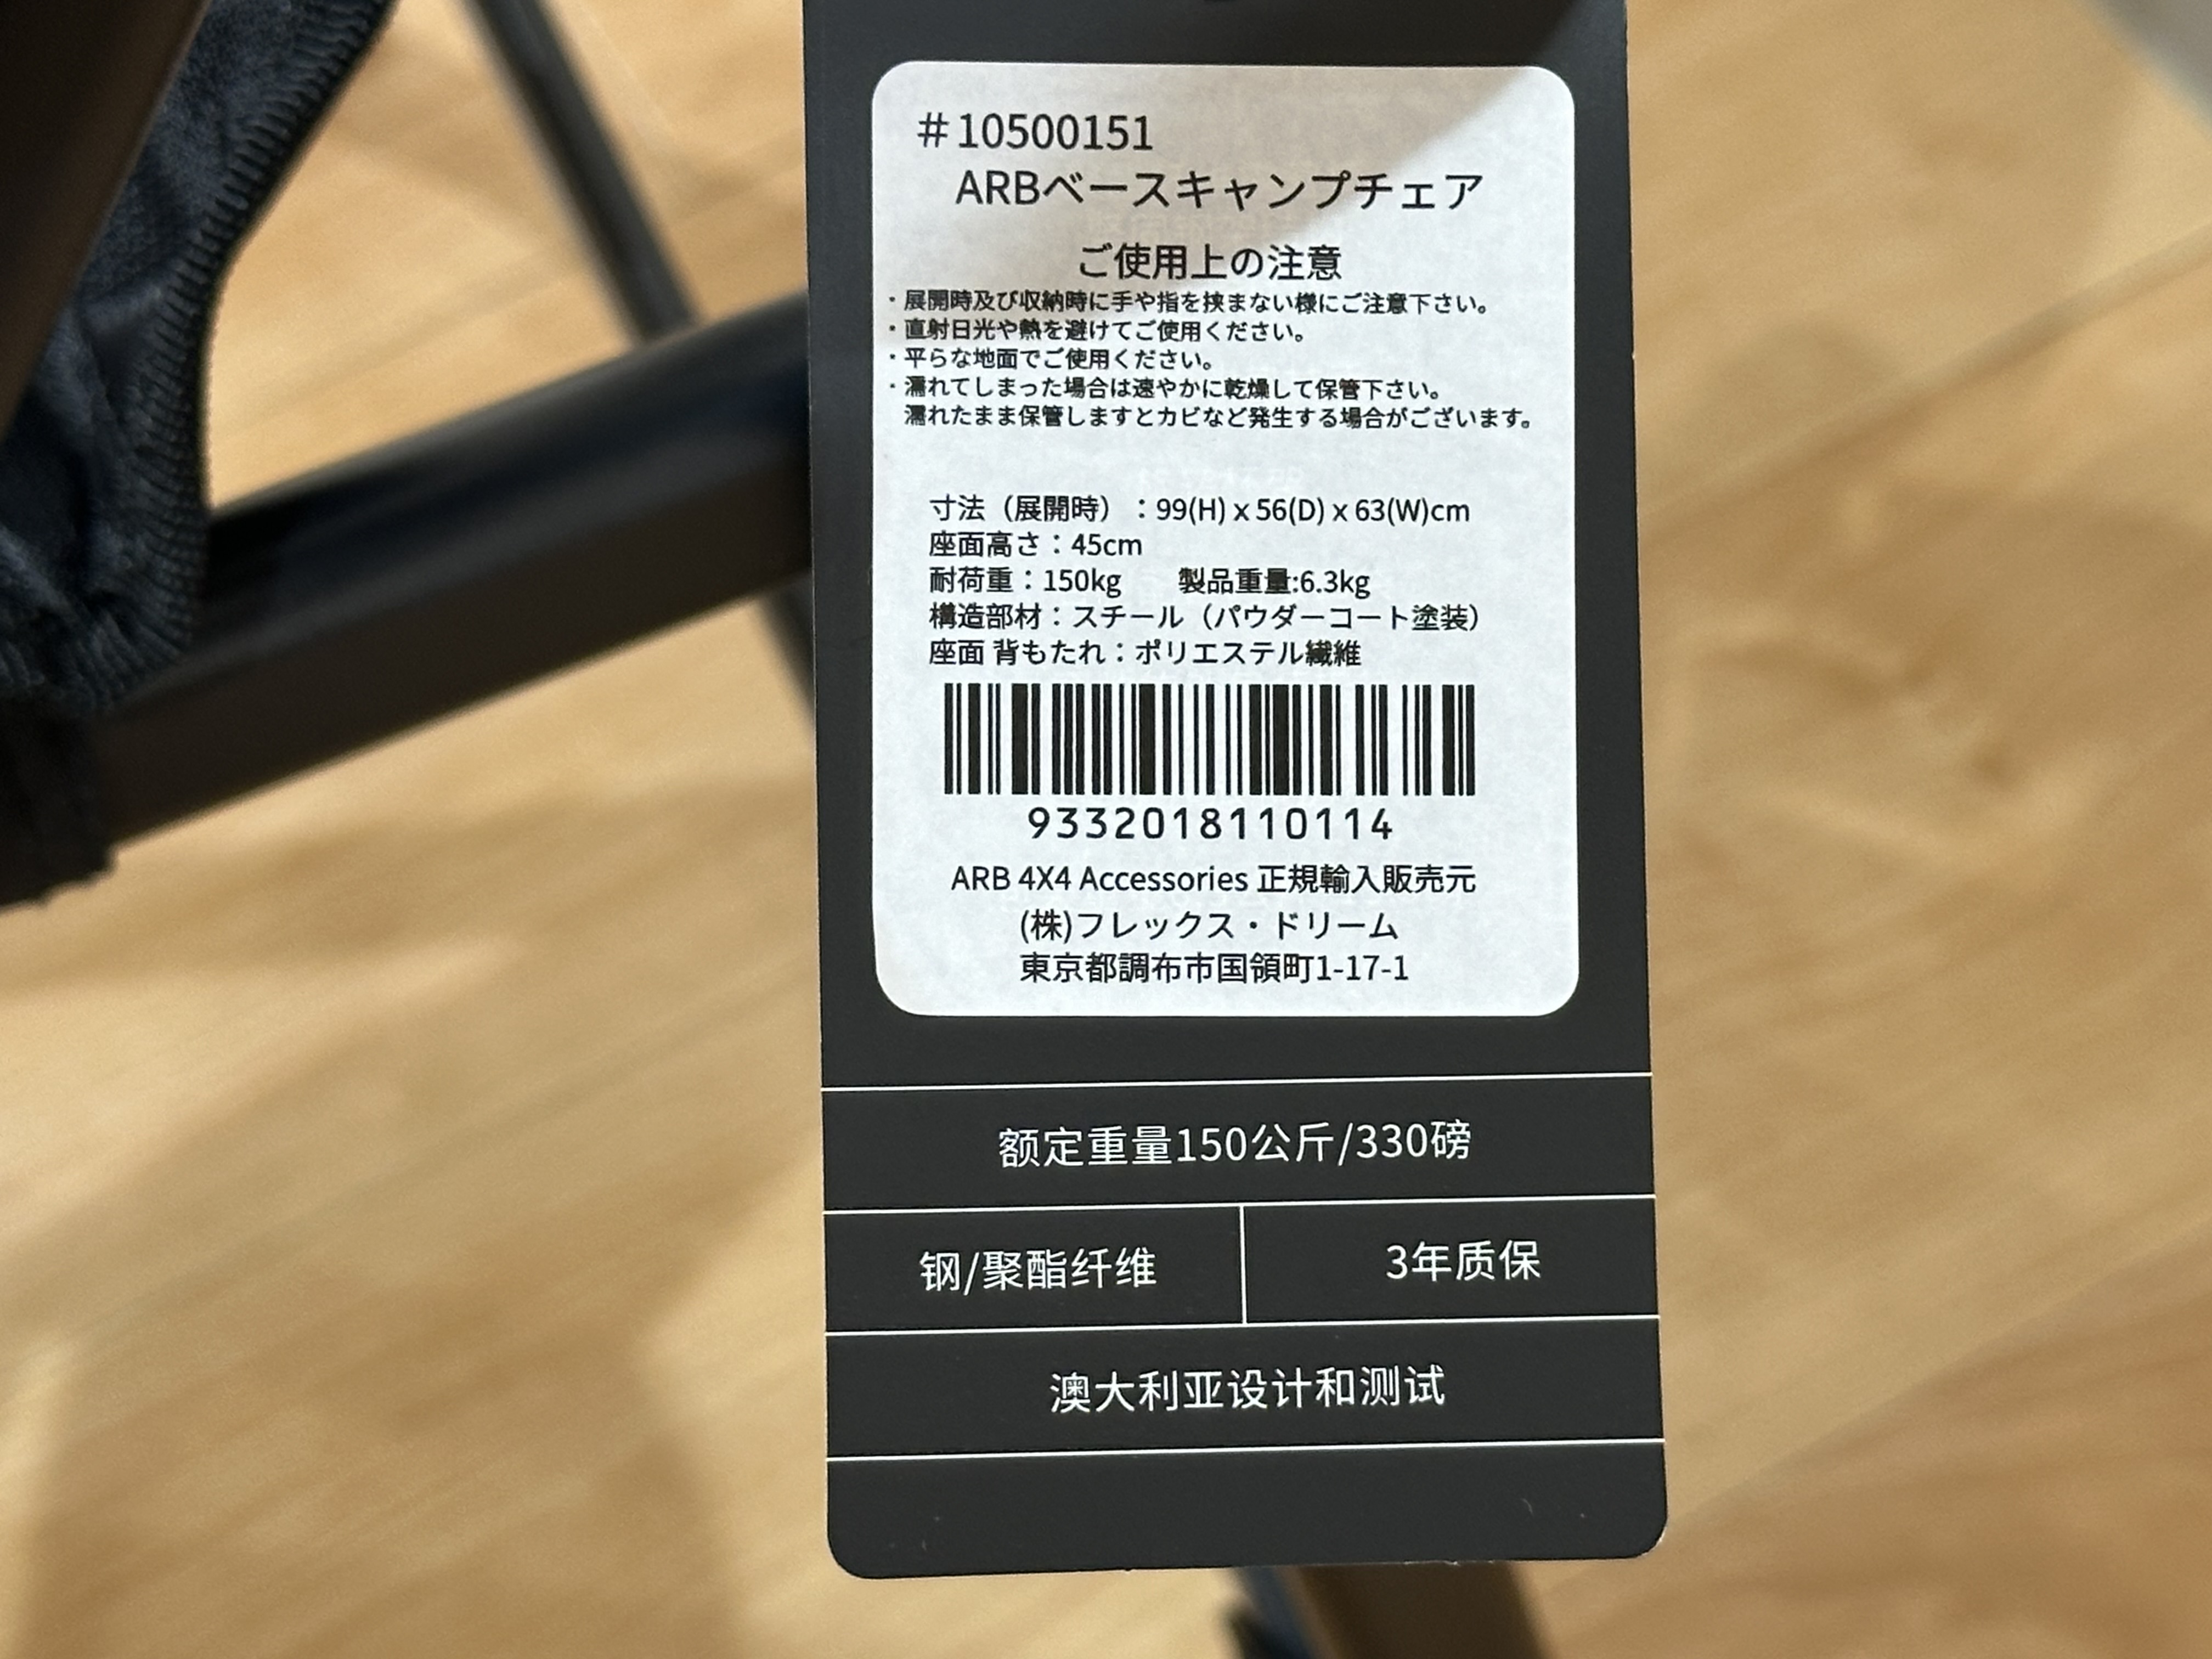 #10500151
ARBベースキャンプチェア
ご使用上の注意
・展開時及び収納時に手や指を挟まない様にご注意下さい。
・直射日光や熱を避けてご使用ください。
・平らな地面でご使用ください。
・濡れてしまった場合は速やかに乾燥して保管下さい。
濡れたまま保管しますとカビなど発生する場合がございます。
寸法（展開時）：99(H) x 56(D) x 63(W)cm
座面高さ：45cm
耐荷重：150kg　製品重量:6.3kg
構造部材：スチール（パウダーコート塗装）
座面 背もたれ：ポリエステル繊維
9332018110114
ARB 4X4 Accessories 正規輸入販売元
(株)フレックス・ドリーム
東京都調布市国領町1-17-1
额定重量150公斤/330磅
钢/聚酯纤维
3年质保
澳大利亚设计和测试